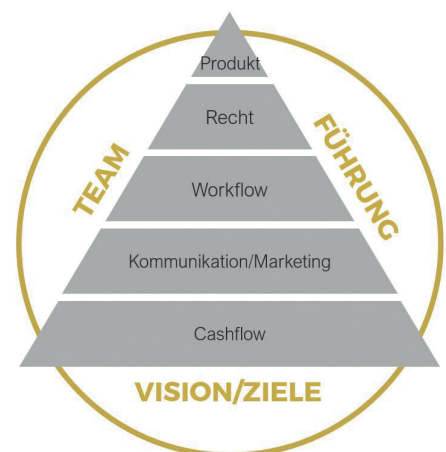 Produkt
Recht
TEAM
FÜHRUNG
Workflow
Kommunikation/Marketing
Cashflow
VISION/ZIELE